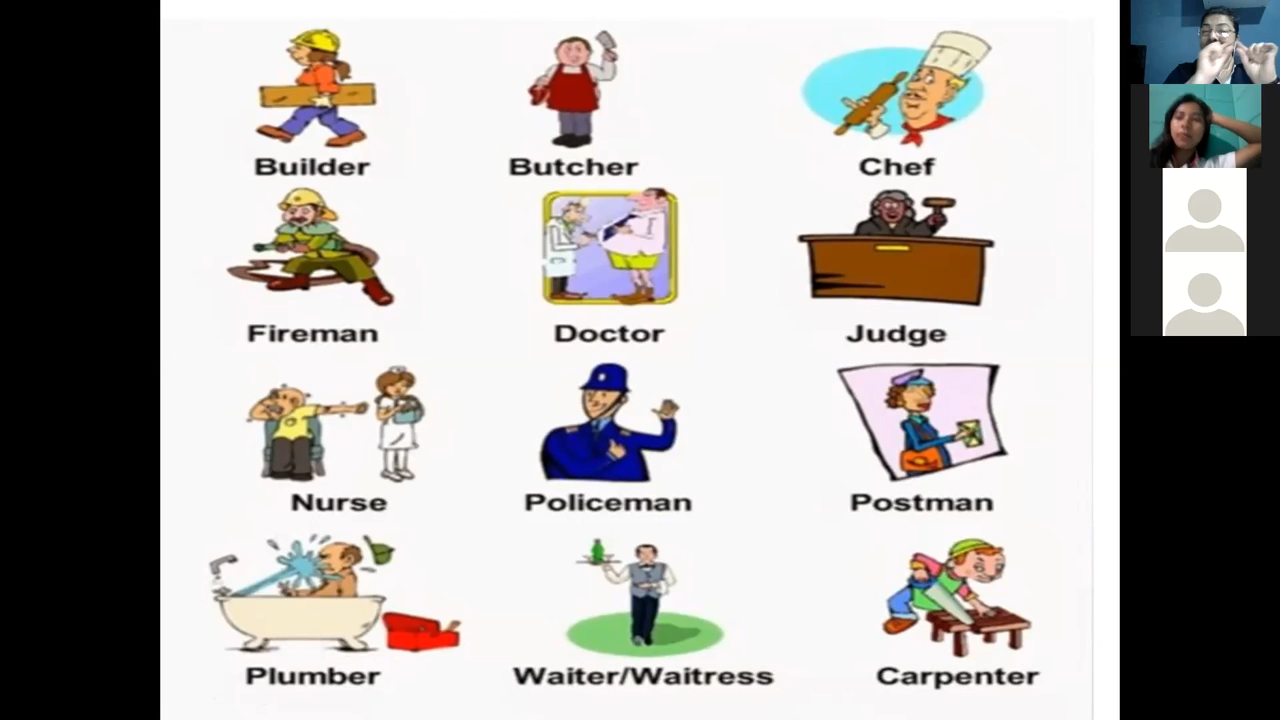 Builder
Butcher
Chef
Fireman
Doctor
Judge
Nurse
Policeman
Postman
Plumber
Waiter/Waitress
Carpenter